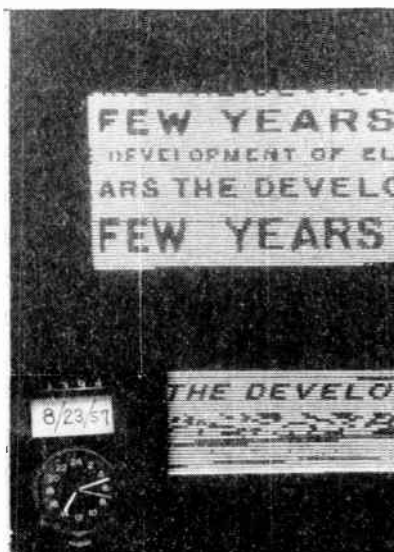 FEW YEARS
DEVELOPMENT OF EL
ARS THE DEVELO
FEW YEARS
THE DEVELO
8/23/57